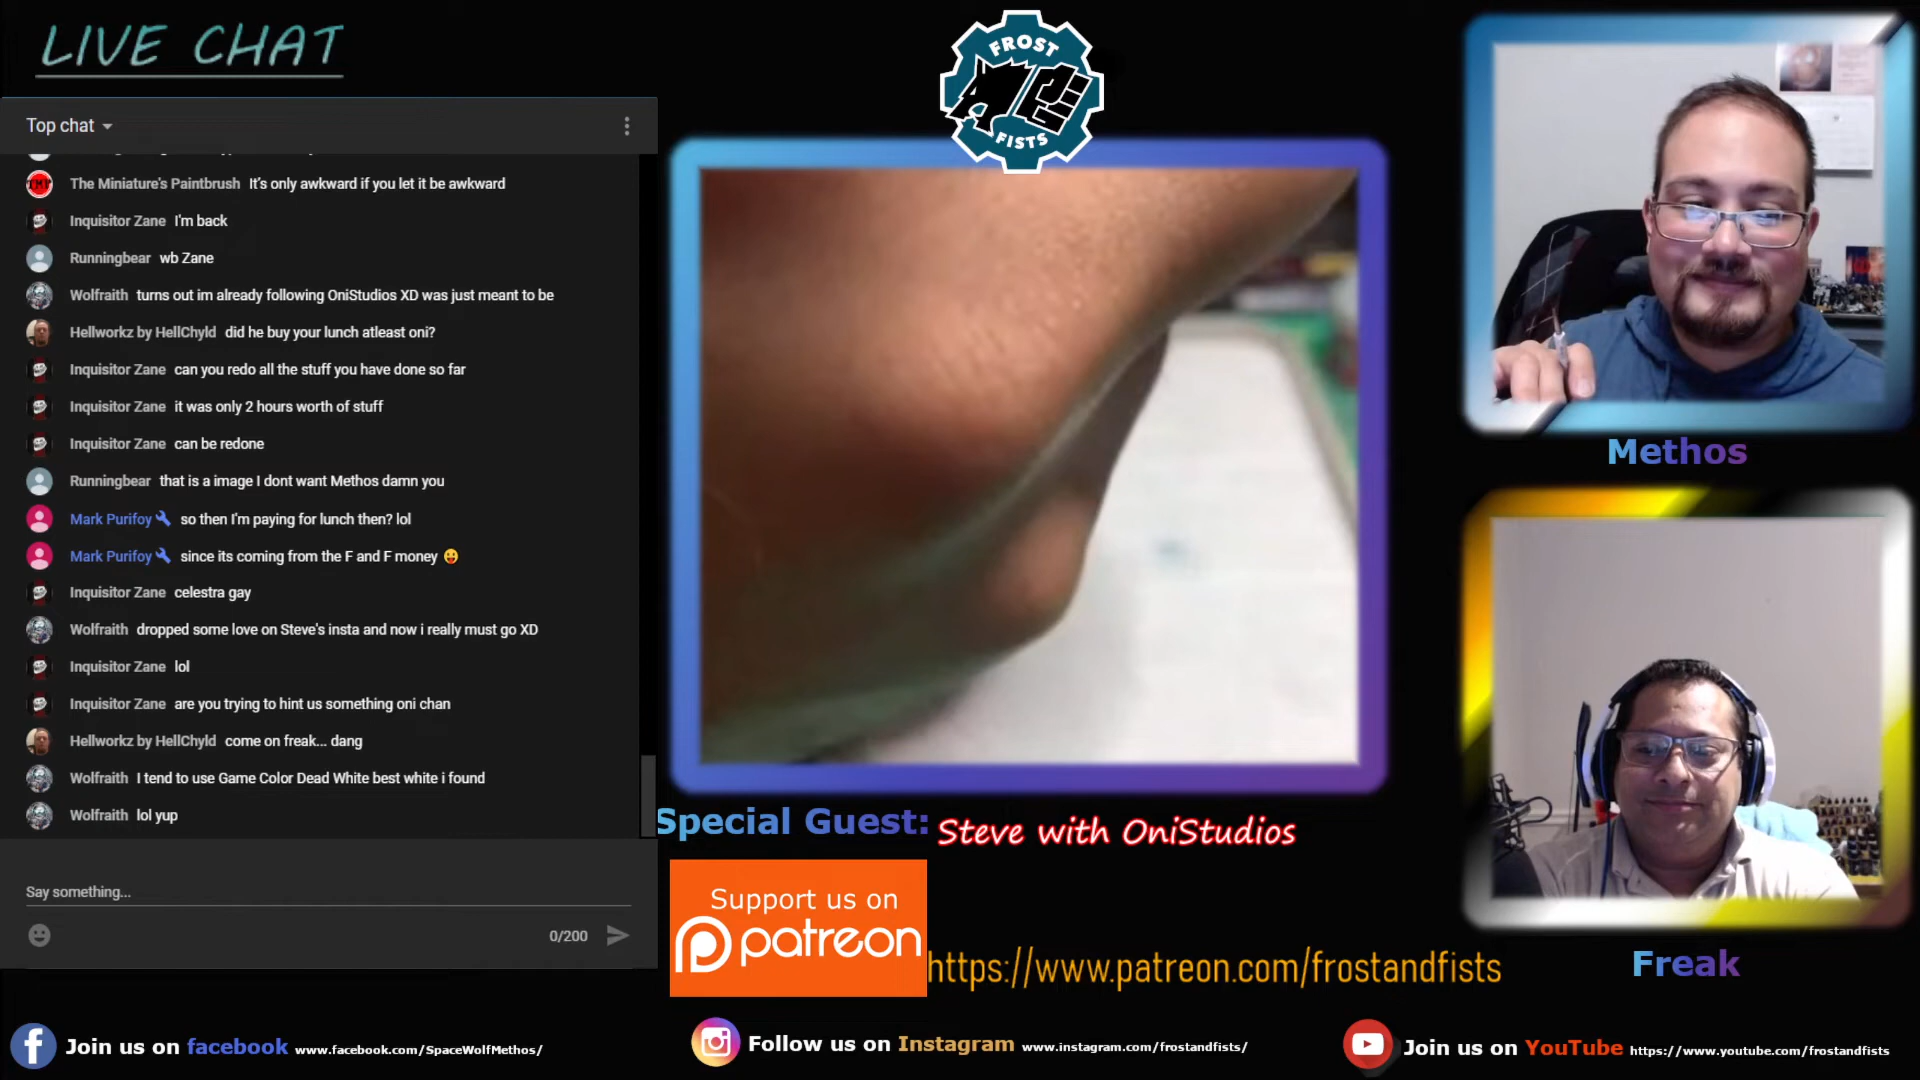 LIVE CHAT
Top chat
The Miniature's Paintbrush It's only awkward if you let it be awkward
Inquisitor Zane I'm back
Runningbear wb Zane
Wolfraith turns out im already following OniStudios XD was just meant to be
Hellworkz by HellChyld did he buy your lunch atleast oni?
Inquisitor Zane can you redo all the stuff you have done so far
Inquisitor Zane it was only 2 hours worth of stuff
Inquisitor Zane can be redone
Runningbear that is a image I dont want Methos damn you
Mark Purifoy so then I'm paying for lunch then? lol
Mark Purifoy since its coming from the F and F money 😛
Inquisitor Zane celestra gay
Wolfraith dropped some love on Steve's insta and now i really must go XD
Inquisitor Zane lol
Inquisitor Zane are you trying to hint us something oni chan
Hellworkz by HellChyld come on freak... dang
Wolfraith I tend to use Game Color Dead White best white i found
Wolfraith lol yup
Say something...
0/200
FROST
FISTS
Special Guest: Steve with OniStudios
Support us on
patreon
https://www.patreon.com/frostandfists
Methos
Freak
Join us on facebook www.facebook.com/SpaceWolfMethos/
Follow us on Instagram www.instagram.com/frostandfists/
Join us on YouTube https://www.youtube.com/frostandfists